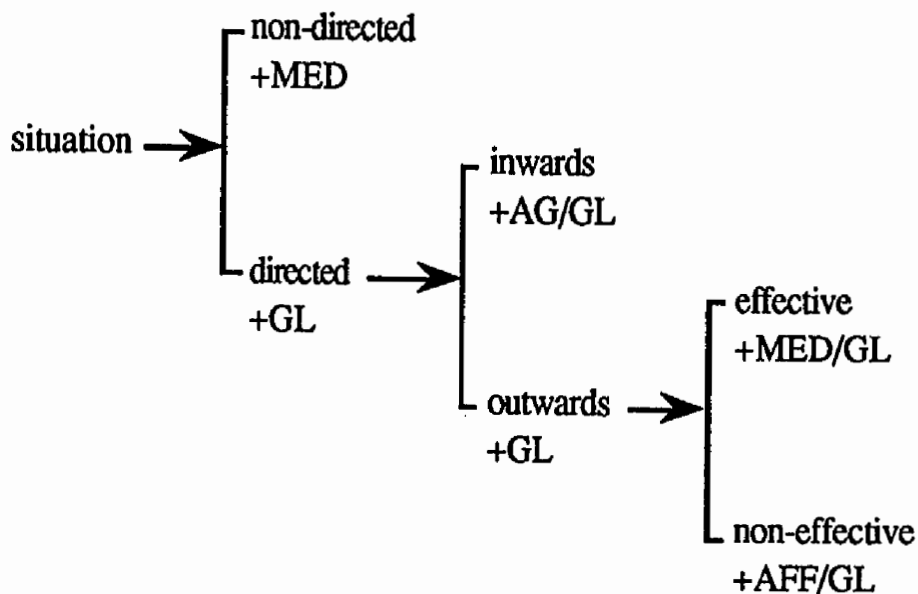 non-directed
+MED
situation
inwards
+AG/GL
directed
+GL
effective
+MED/GL
outwards
+GL
non-effective
+AFF/GL